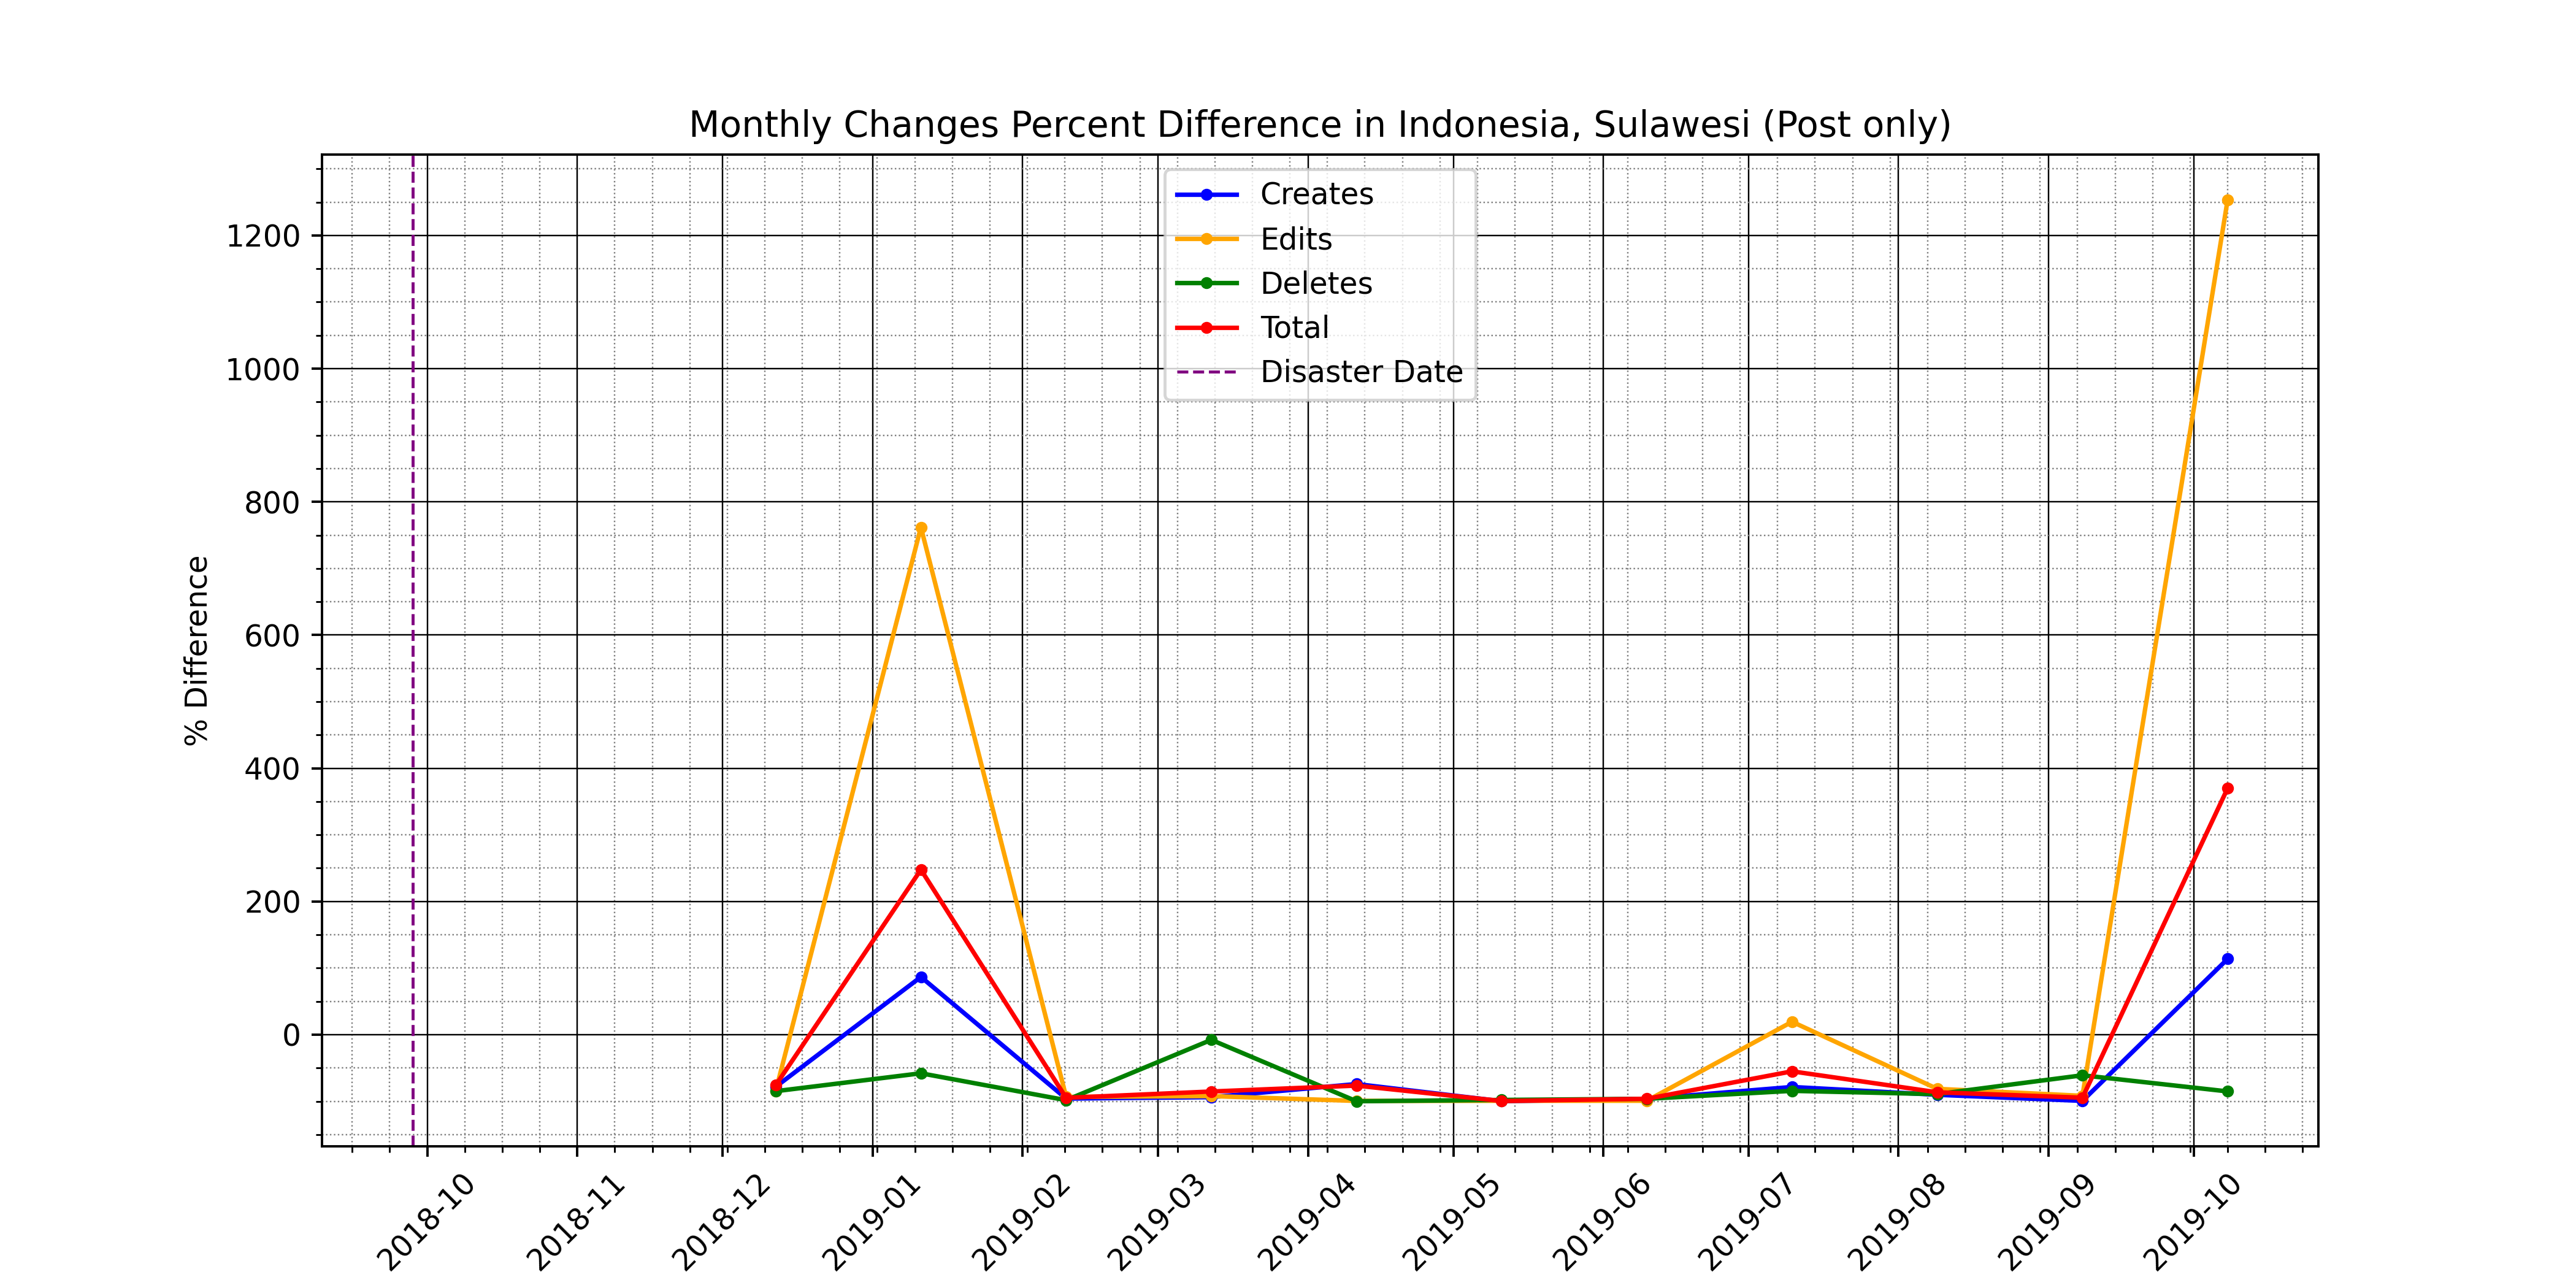 Monthly Changes Percent Difference in Indonesia, Sulawesi (Post only)
Creates
Edits
Deletes
Total
Disaster Date
% Difference
1200
1000
800
600
400
200
0
2018-10
2018-11
2018-12
2019-01
2019-02
2019-03
2019-04
2019-05
2019-06
2019-07
2019-08
2019-09
2019-10